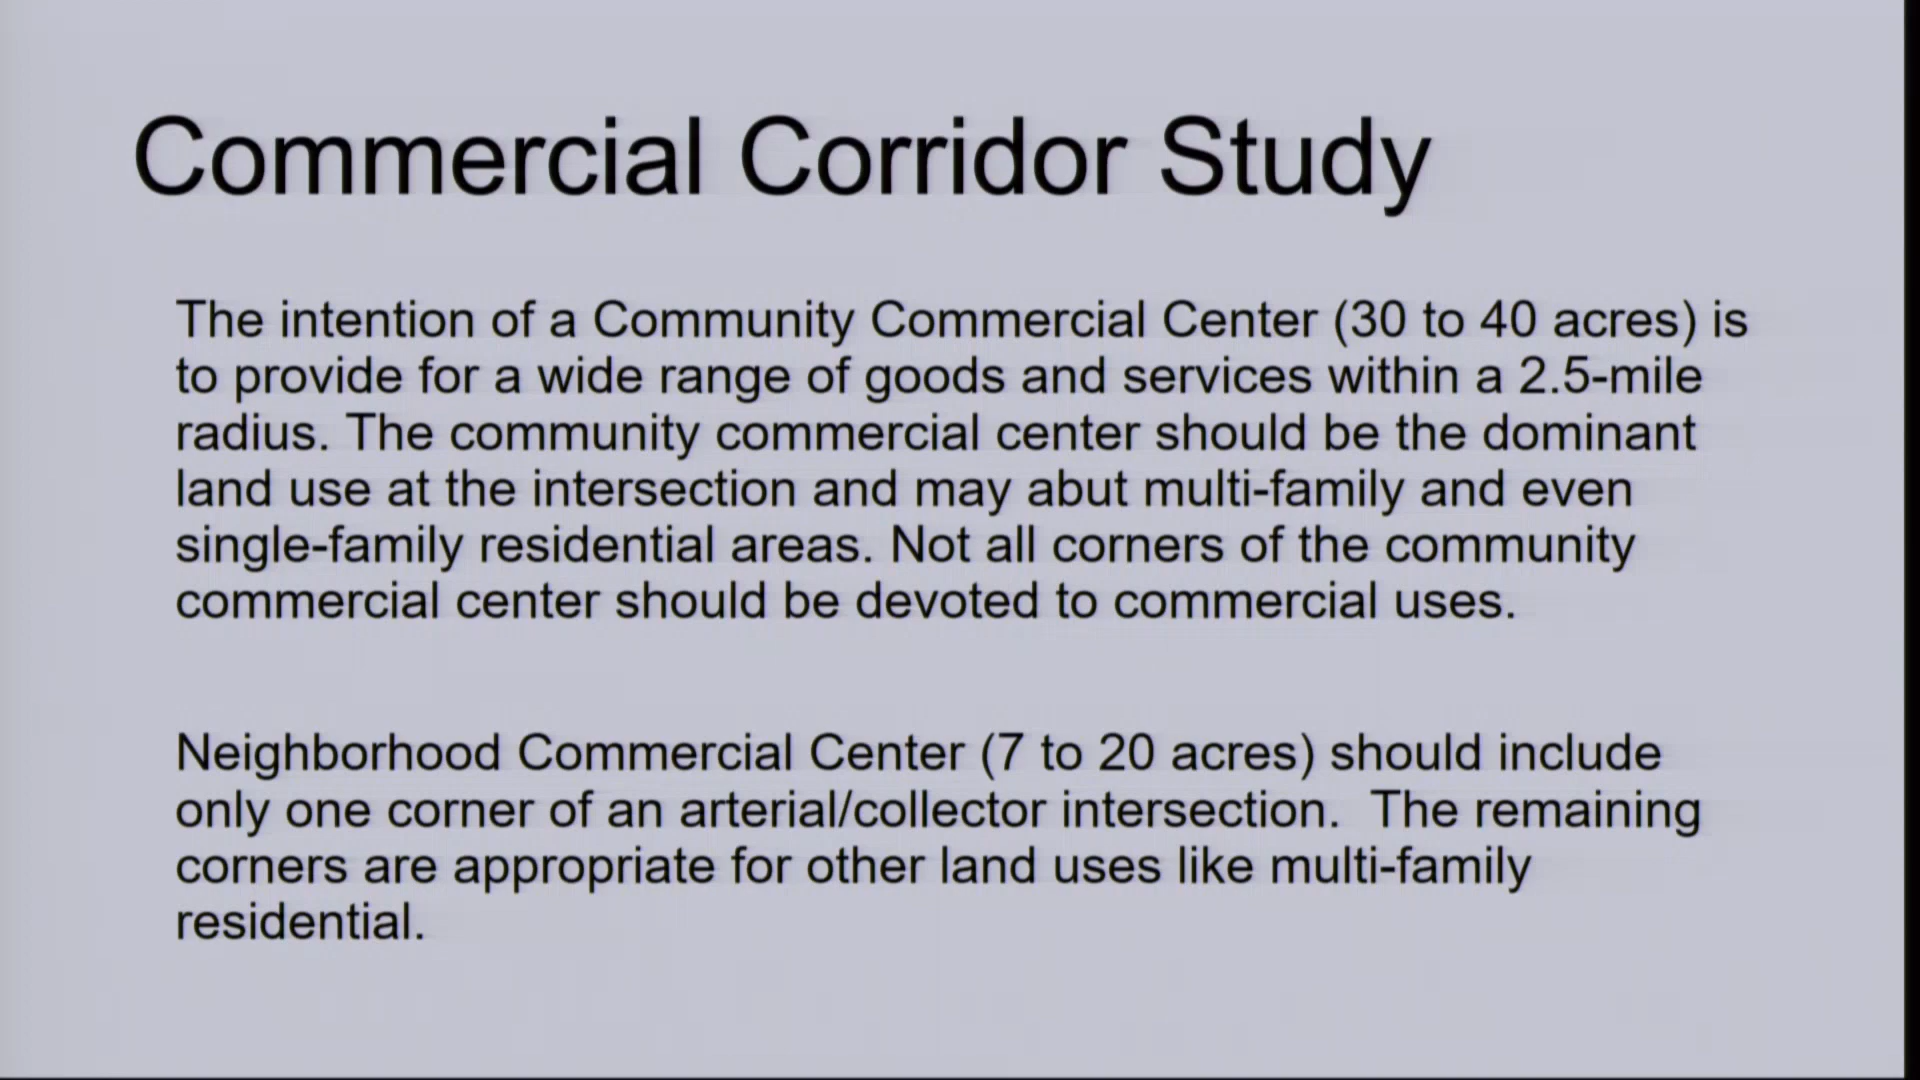 Commercial Corridor Study
The intention of a Community Commercial Center (30 to 40 acres) is
to provide for a wide range of goods and services within a 2.5-mile
radius. The community commercial center should be the dominant
land use at the intersection and may abut multi-family and even
single-family residential areas. Not all corners of the community
commercial center should be devoted to commercial uses.
Neighborhood Commercial Center (7 to 20 acres) should include
only one corner of an arterial/collector intersection.  The remaining
corners are appropriate for other land uses like multi-family
residential.